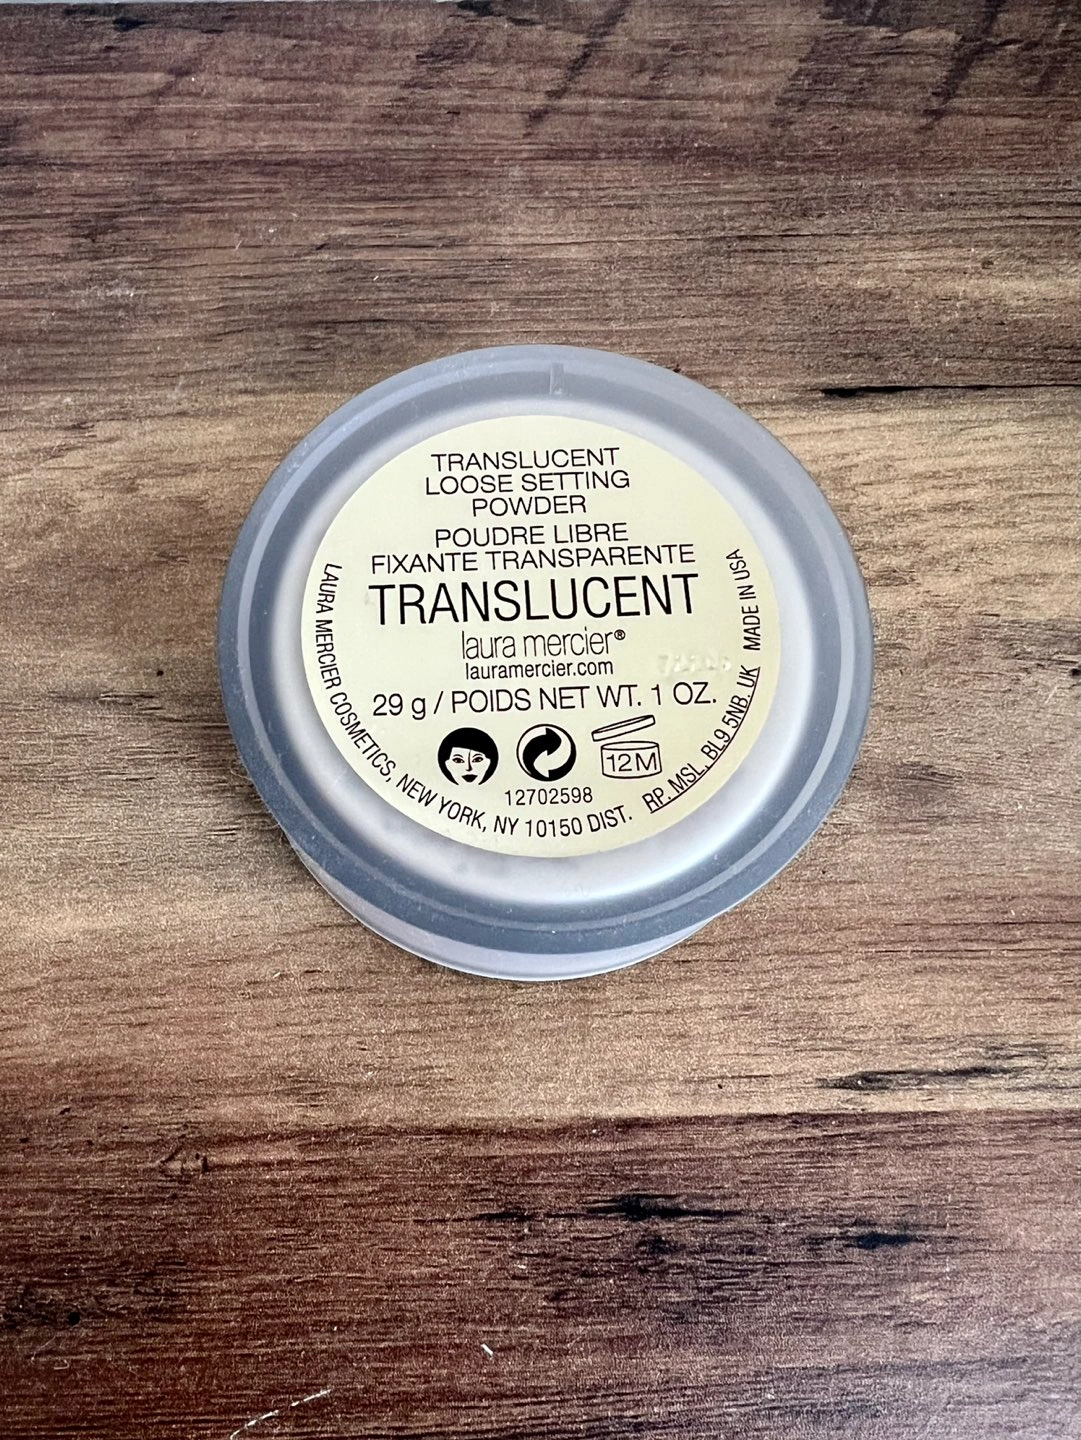 TRANSLUCENT
LOOSE SETTING
POWDER
POUDRE LIBRE
FIXANTE TRANSPARENTE
TRANSLUCENT
laura mercier®
lauramercier.com
29 g / POIDS NET WT. 1 OZ.
12M
12702598
LAURA MERCIER COSMETICS, NEW YORK, NY 10150 DIST. RP. MSL. BL9 5NB. UK MADE IN USA